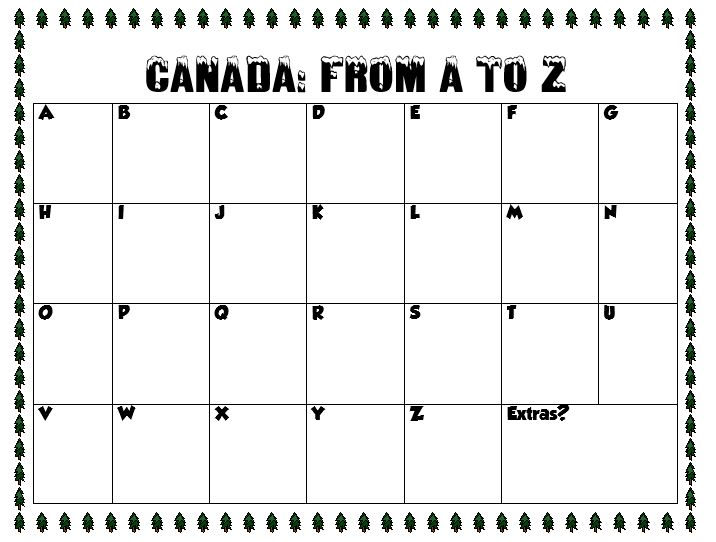 CANADA: FROM A TO Z
A B C D E F G
H I J K L M N
O P Q R S T U
V W X Y Z Extras?